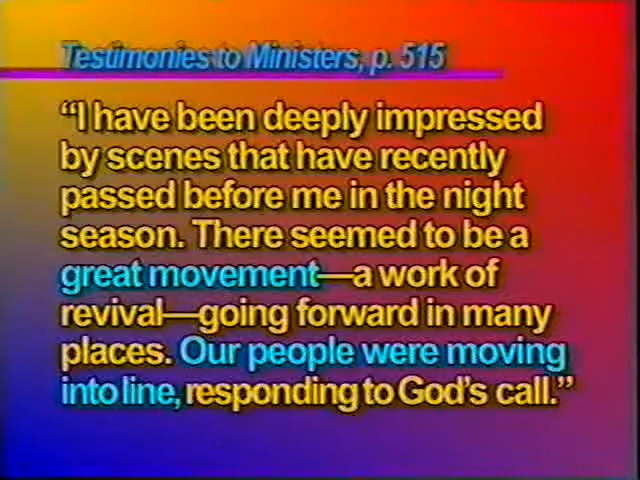 Testimonies to Ministers, p. 515
“I have been deeply impressed
by scenes that have recently
passed before me in the night
season. There seemed to be a
great movement—a work of
revival—going forward in many
places. Our people were moving
into line, responding to God’s call.”